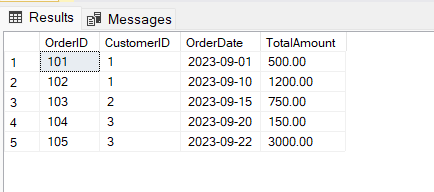 Results Messages
OrderID CustomerID OrderDate TotalAmount
1 101 1 2023-09-01 500.00
2 102 1 2023-09-10 1200.00
3 103 2 2023-09-15 750.00
4 104 3 2023-09-20 150.00
5 105 3 2023-09-22 3000.00